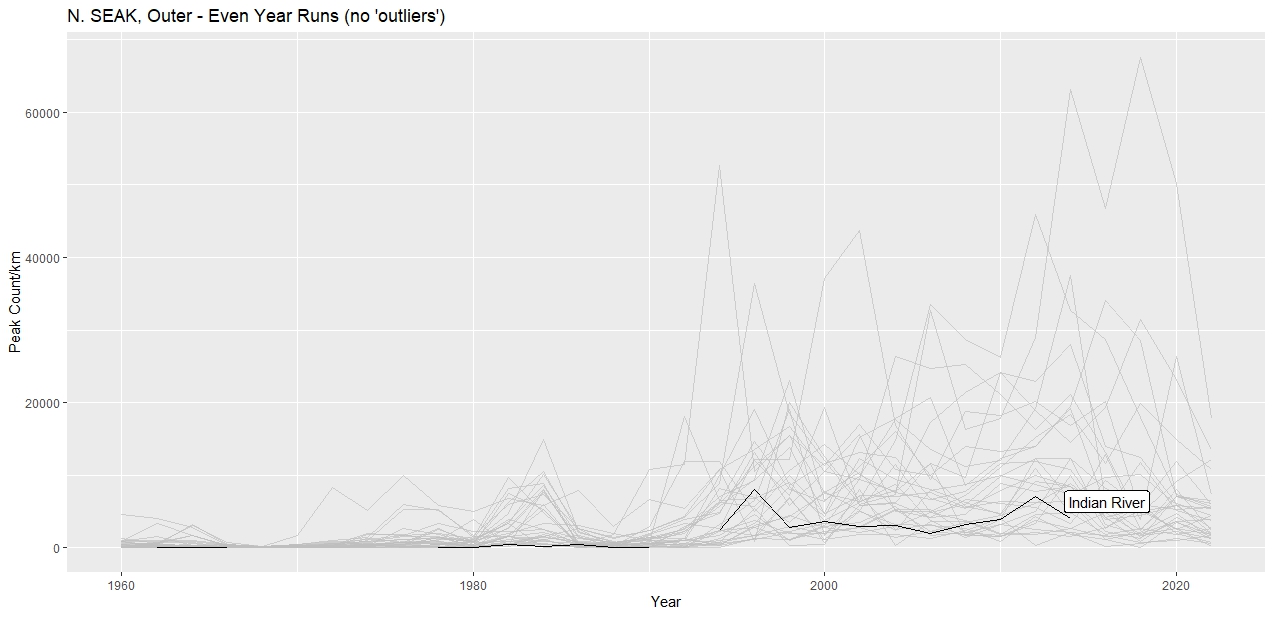 N. SEAK, Outer - Even Year Runs (no 'outliers')
Peak Count/km
60000
40000
20000
0
Indian River
1960
1980
2000
2020
Year